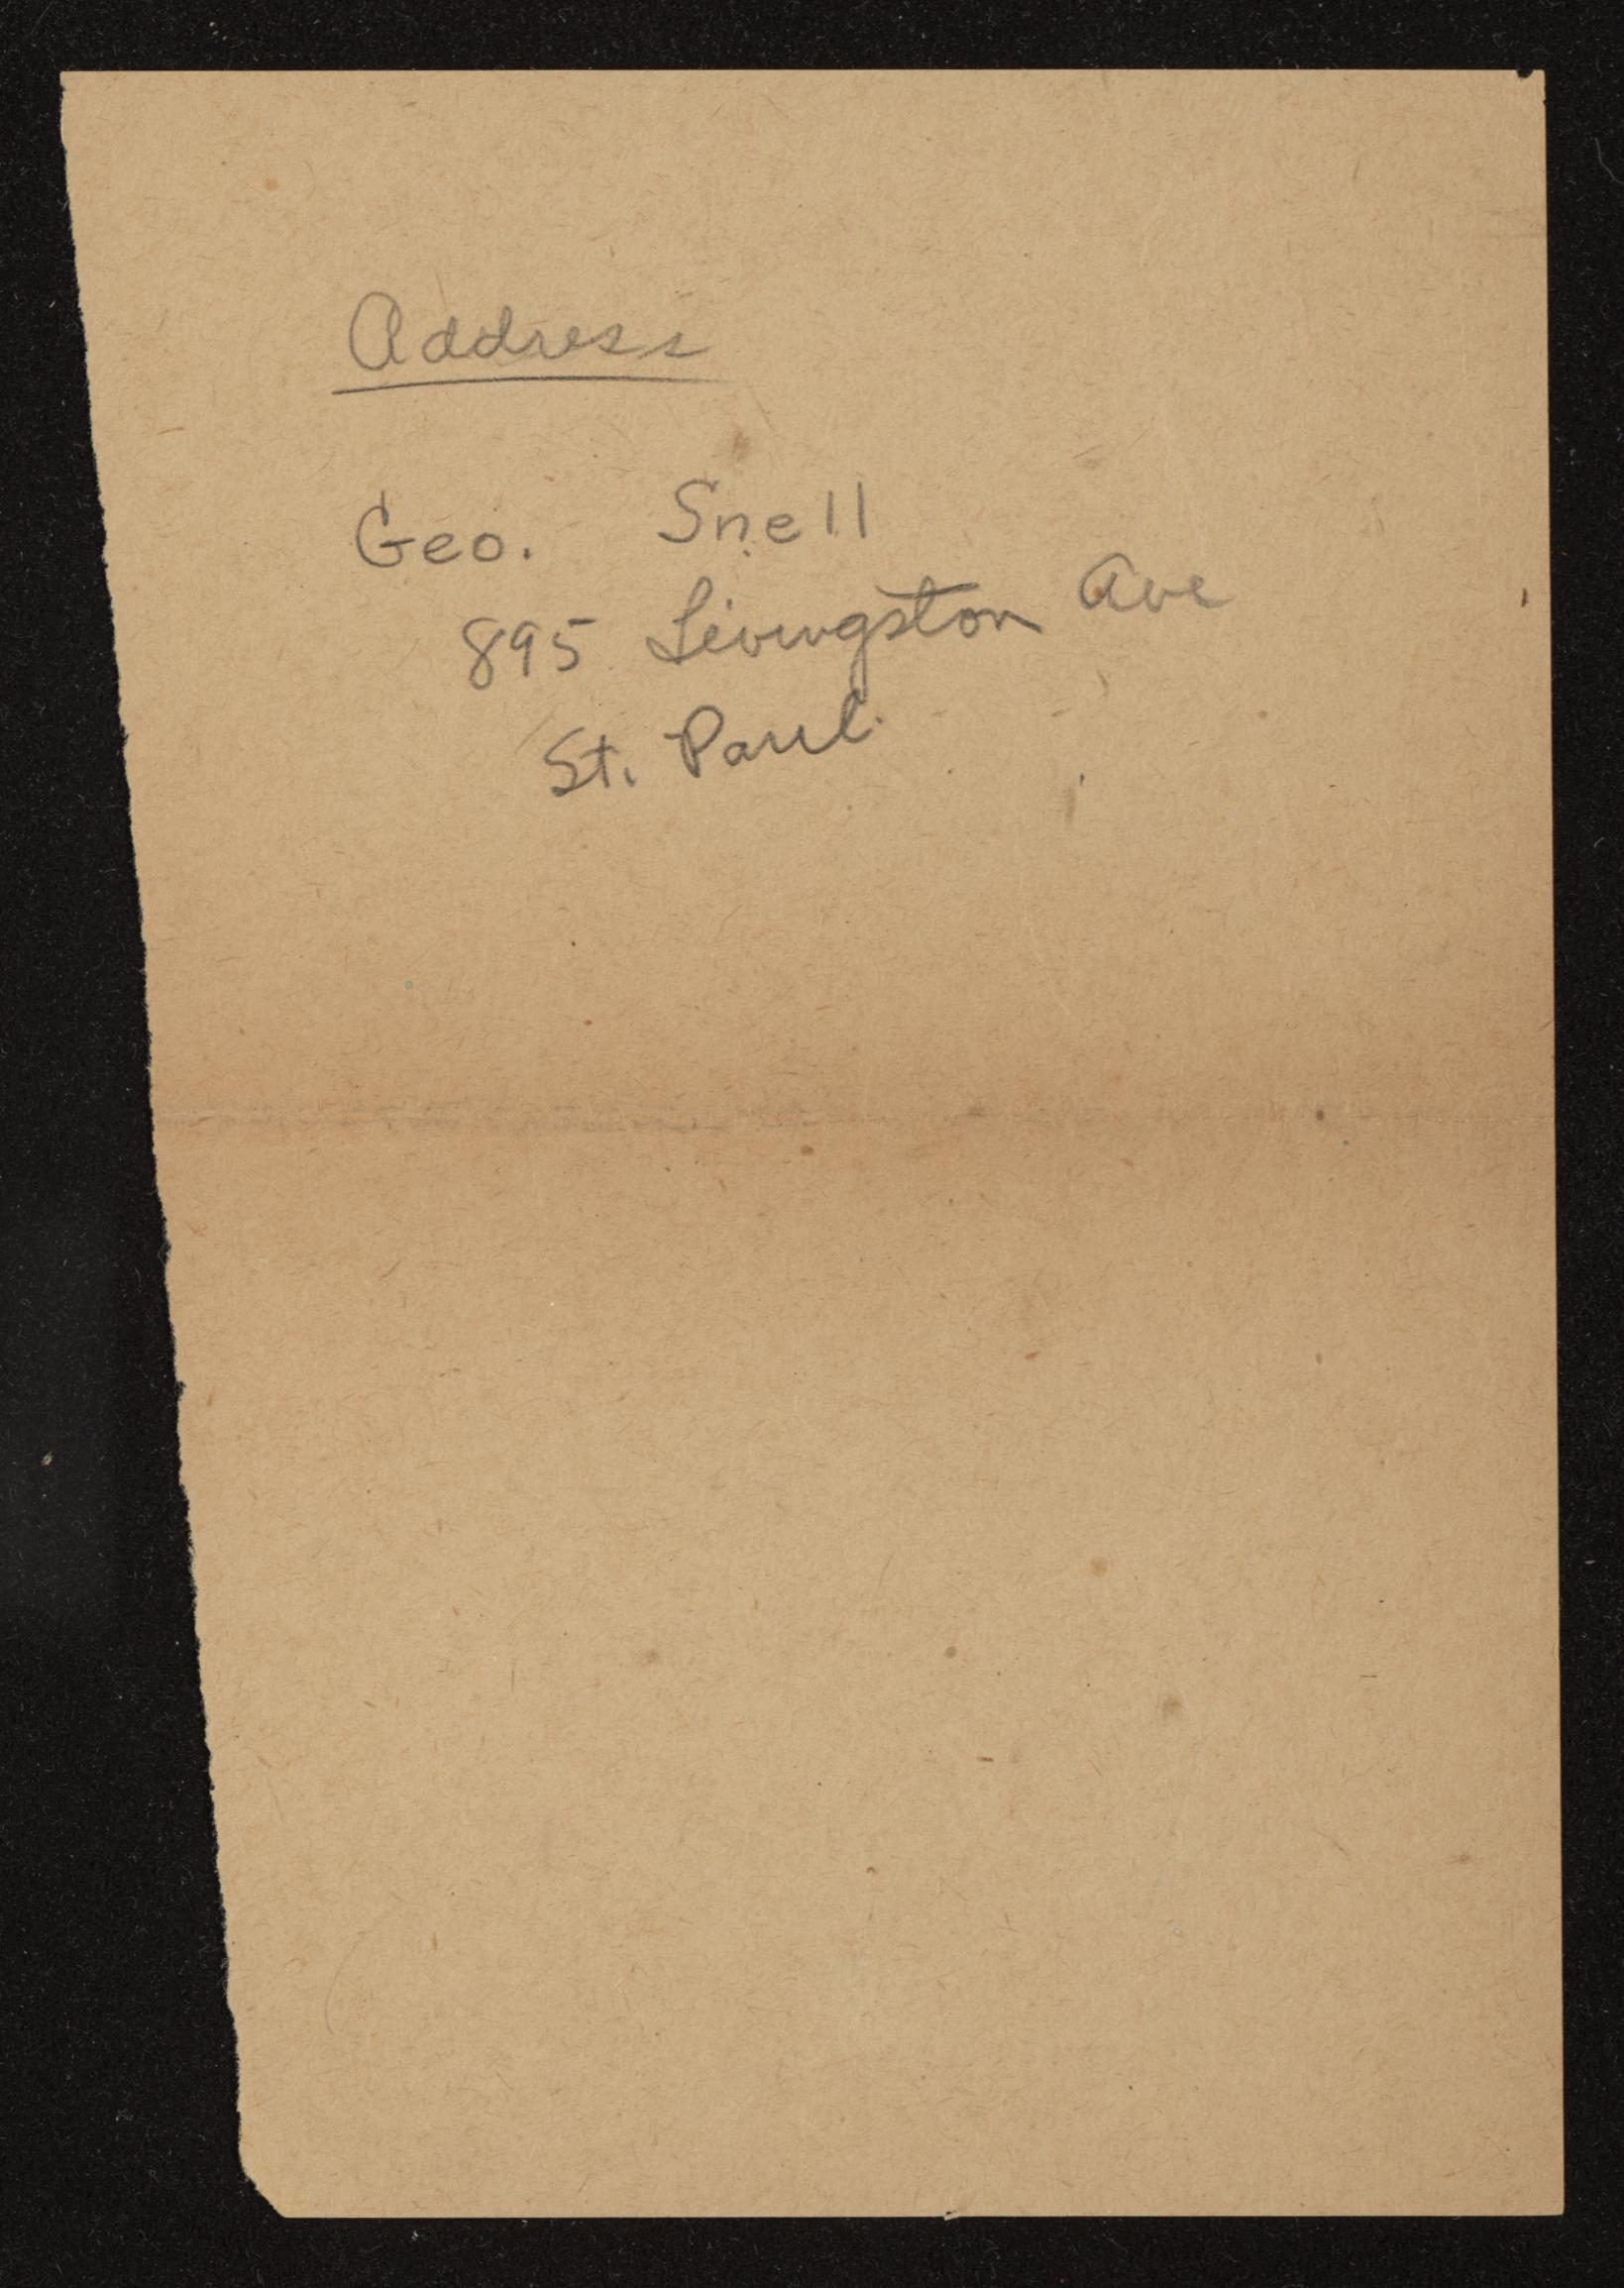 Address
Geo. Snell
895 Livingston Ave
St. Paul